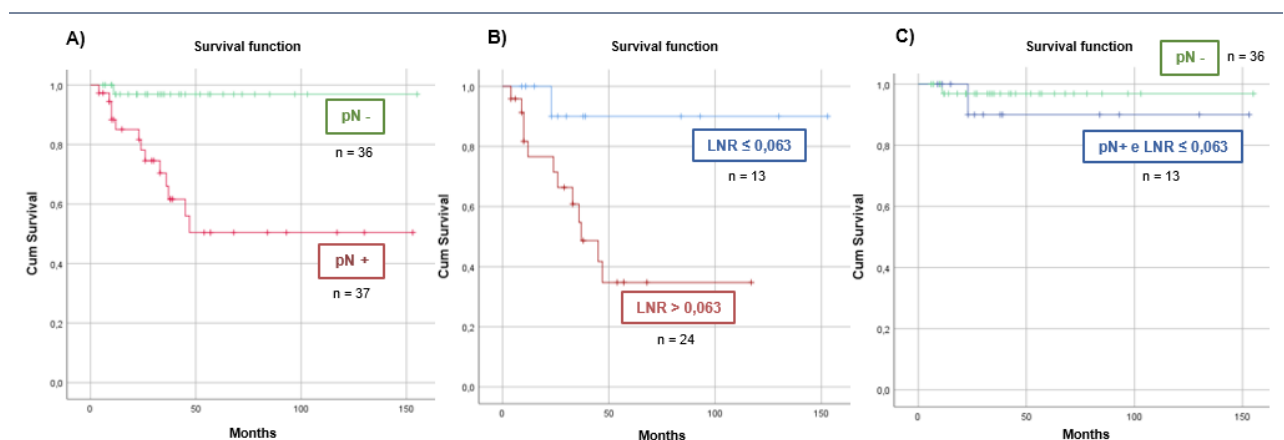 A)
Survival function
1,0
0,8
0,6
0,4
0,2
0,0
Cum Survival
0
50
100
150
Months
pN -
n = 36
pN +
n = 37
B)
Survival function
1,0
0,8
0,6
0,4
0,2
0,0
Cum Survival
0
50
100
150
Months
LNR ≤ 0,063
n = 13
LNR > 0,063
n = 24
C)
Survival function
pN -
n = 36
1,0
0,8
0,6
0,4
0,2
0,0
Cum Survival
0
50
100
150
Months
pN+ e LNR ≤ 0,063
n = 13